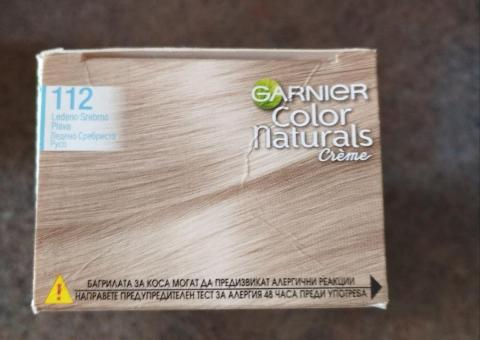 112
Ledeno Srebrno
Plava
Ледено Сребристо
Русо
GARNIER
Color
Naturals
Crème
БАГРИЛАТА ЗА КОСА МОГАТ ДА ПРЕДИЗВИКАТ АЛЕРГИЧНИ РЕАКЦИИ
НАПРАВЕТЕ ПРЕДУПРЕДИТЕЛЕН ТЕСТ ЗА АЛЕРГИЯ 48 ЧАСА ПРЕДИ УПОТРЕБА